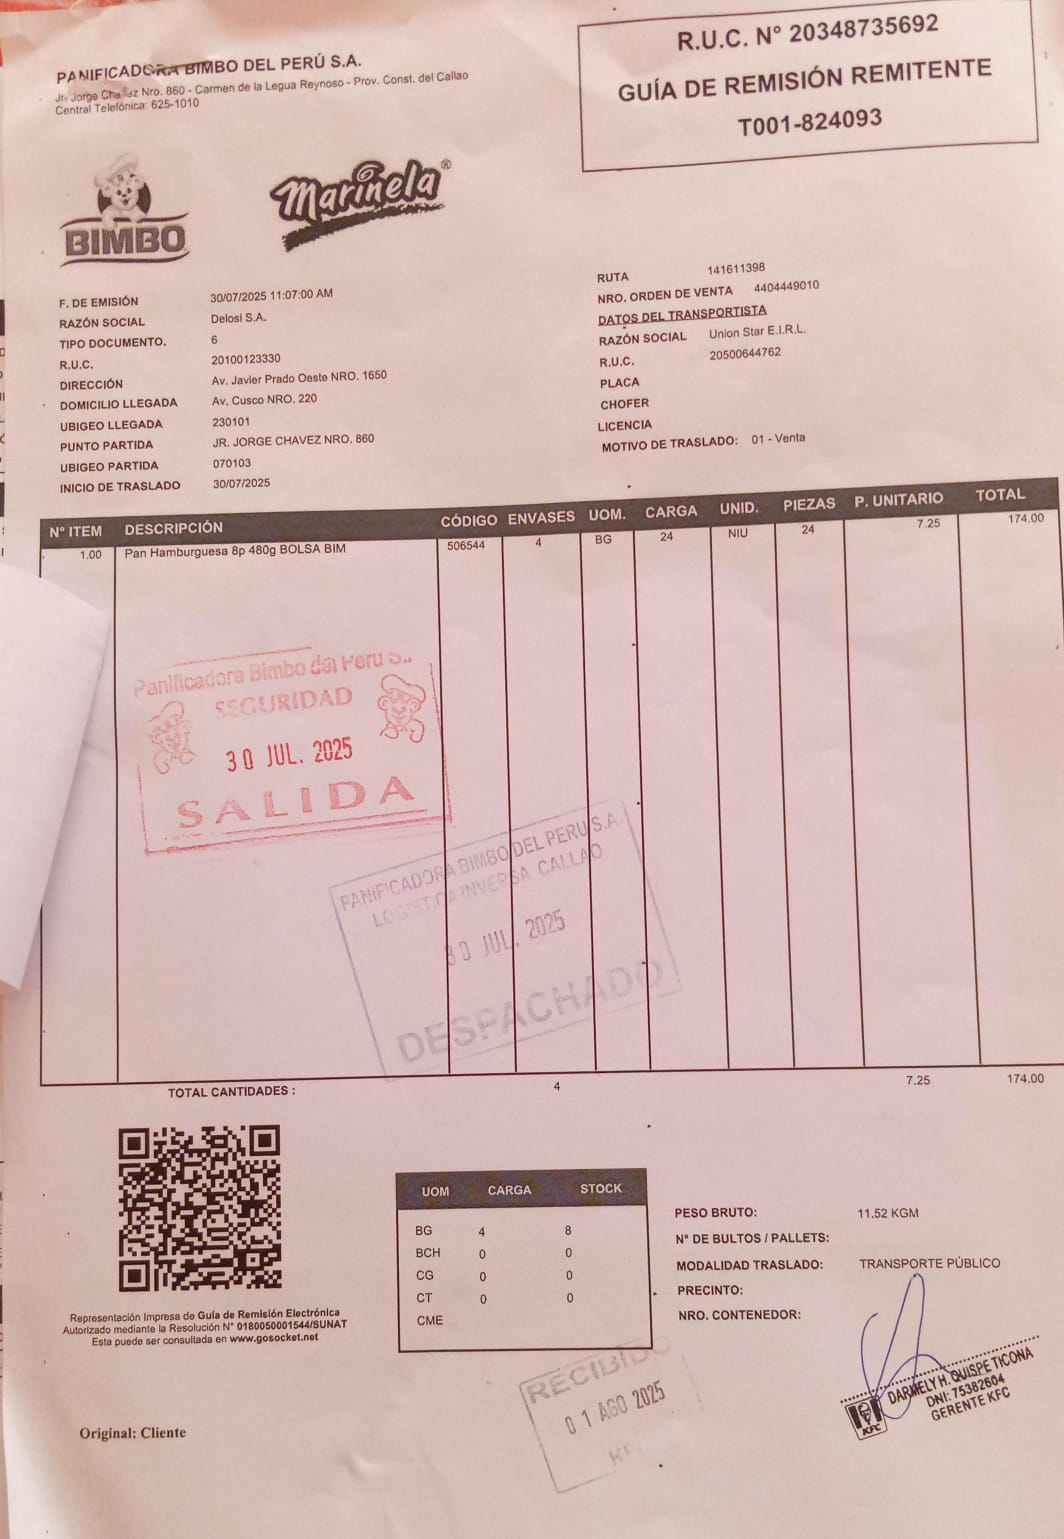 PANIFICADORA BIMBO DEL PERÚ S.A.
Jr. Jorge Chavez Nro. 860 - Carmen de la Legua Reynoso - Prov. Const. del Callao
Central Telefónica: 625-1010
R.U.C. N° 20348735692
GUÍA DE REMISIÓN REMITENTE
T001-824093
BIMBO
Marinela®
F. DE EMISIÓN 30/07/2025 11:07:00 AM
RAZÓN SOCIAL Delosi S.A.
TIPO DOCUMENTO. 6
R.U.C. 20100123330
DIRECCIÓN Av. Javier Prado Oeste NRO. 1650
DOMICILIO LLEGADA Av. Cusco NRO. 220
UBIGEO LLEGADA 230101
PUNTO PARTIDA JR. JORGE CHAVEZ NRO. 860
UBIGEO PARTIDA 070103
INICIO DE TRASLADO 30/07/2025
RUTA 141611398
NRO. ORDEN DE VENTA 4404449010
DATOS DEL TRANSPORTISTA
RAZÓN SOCIAL Union Star E.I.R.L.
R.U.C. 20500644762
PLACA
CHOFER
LICENCIA
MOTIVO DE TRASLADO: 01 - Venta
N° ITEM DESCRIPCIÓN CÓDIGO ENVASES UOM. CARGA UNID. PIEZAS P. UNITARIO TOTAL
1.00 Pan Hamburguesa 8p 480g BOLSA BIM 506544 4 BG 24 NIU 24 7.25 174.00
Panificadora Bimbo del Peru S..
SEGURIDAD
30 JUL. 2025
SALIDA
PANIFICADORA BIMBO DEL PERU S.A.
LOGISTICA INVERSA CALLAO
30 JUL. 2025
DESPACHADO
TOTAL CANTIDADES : 4 7.25 174.00
UOM CARGA STOCK
BG 4 8
BCH 0 0
CG 0 0
CT 0 0
CME
PESO BRUTO: 11.52 KGM
N° DE BULTOS / PALLETS:
MODALIDAD TRASLADO: TRANSPORTE PÚBLICO
PRECINTO:
NRO. CONTENEDOR:
Representación Impresa de Guía de Remisión Electrónica
Autorizado mediante la Resolución N° 0180050001544/SUNAT
Esta puede ser consultada en www.gosocket.net
RECIBIDO
01 AGO 2025
KFC
DARMELY H. QUISPE TICONA
DNI: 75382604
GERENTE KFC
Original: Cliente